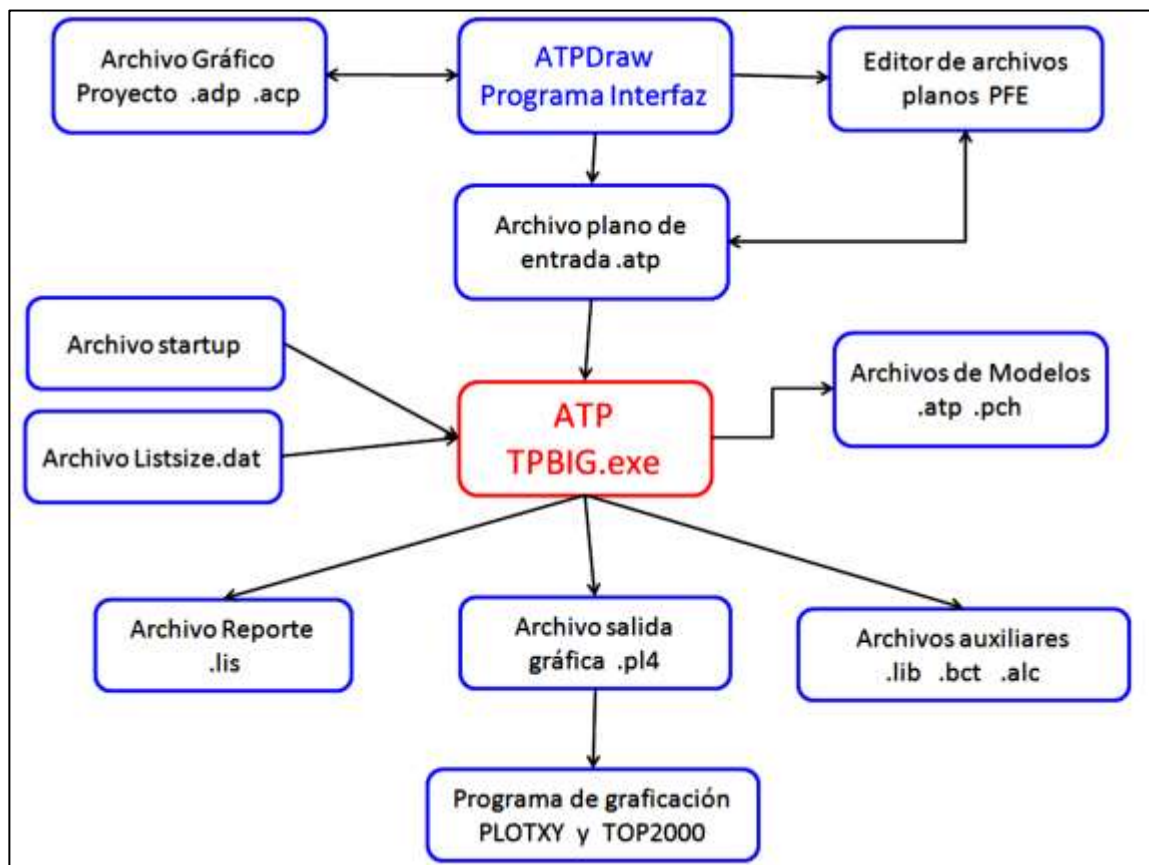 Archivo Gráfico
Proyecto .adp .acp
ATPDraw
Programa Interfaz
Editor de archivos
planos PFE
Archivo plano de
entrada .atp
Archivo startup
Archivo Listsize.dat
ATP
TPBIG.exe
Archivos de Modelos
.atp .pch
Archivo Reporte
.lis
Archivo salida
gráfica .pl4
Archivos auxiliares
.lib .bct .alc
Programa de graficación
PLOTXY y TOP2000